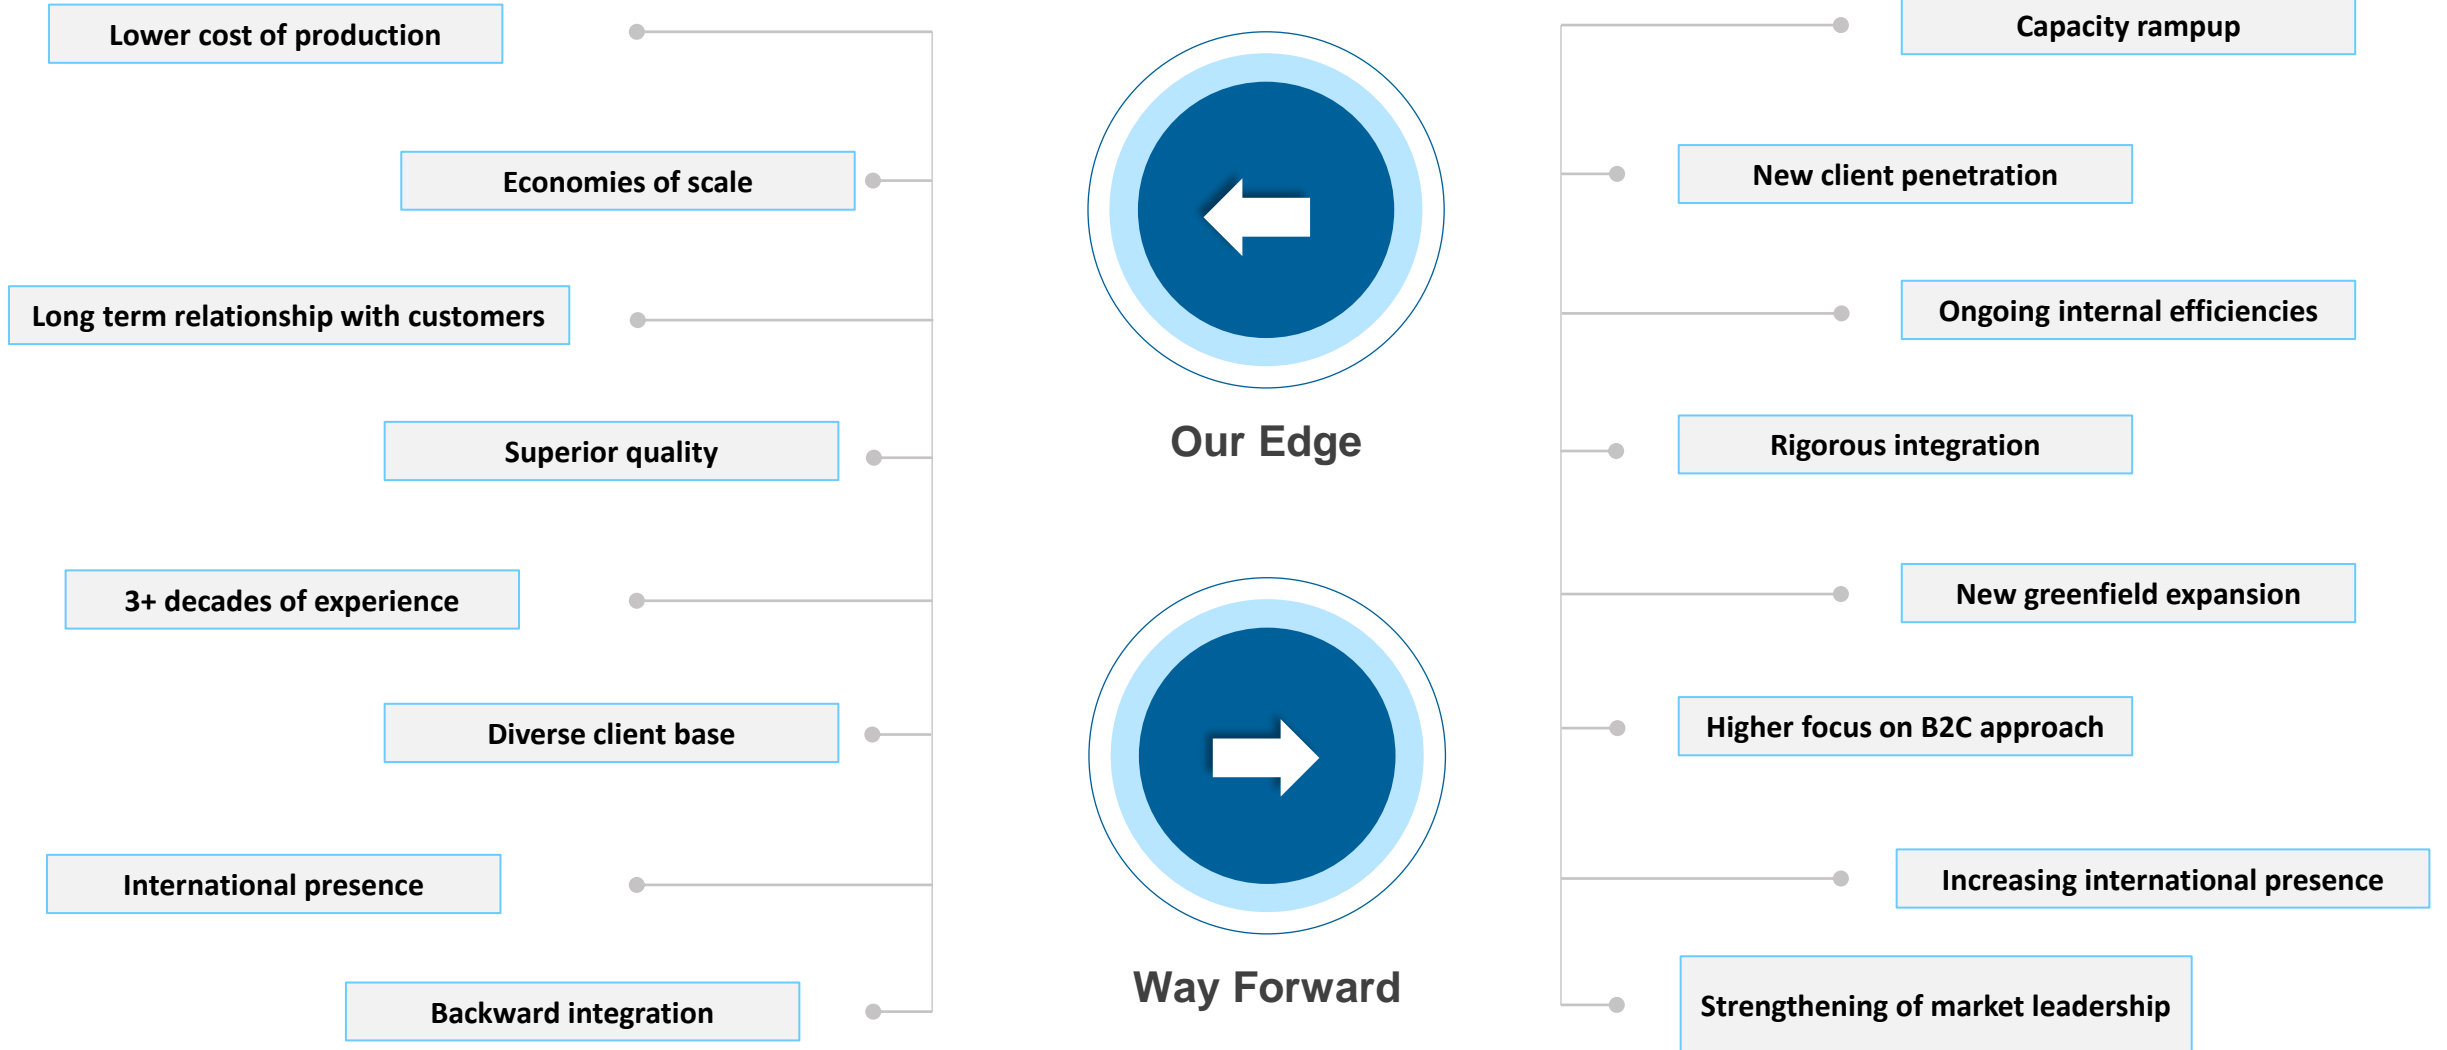 Lower cost of production
Economies of scale
Long term relationship with customers
Superior quality
3+ decades of experience
Diverse client base
International presence
Backward integration
Our Edge
Way Forward
Capacity rampup
New client penetration
Ongoing internal efficiencies
Rigorous integration
New greenfield expansion
Higher focus on B2C approach
Increasing international presence
Strengthening of market leadership